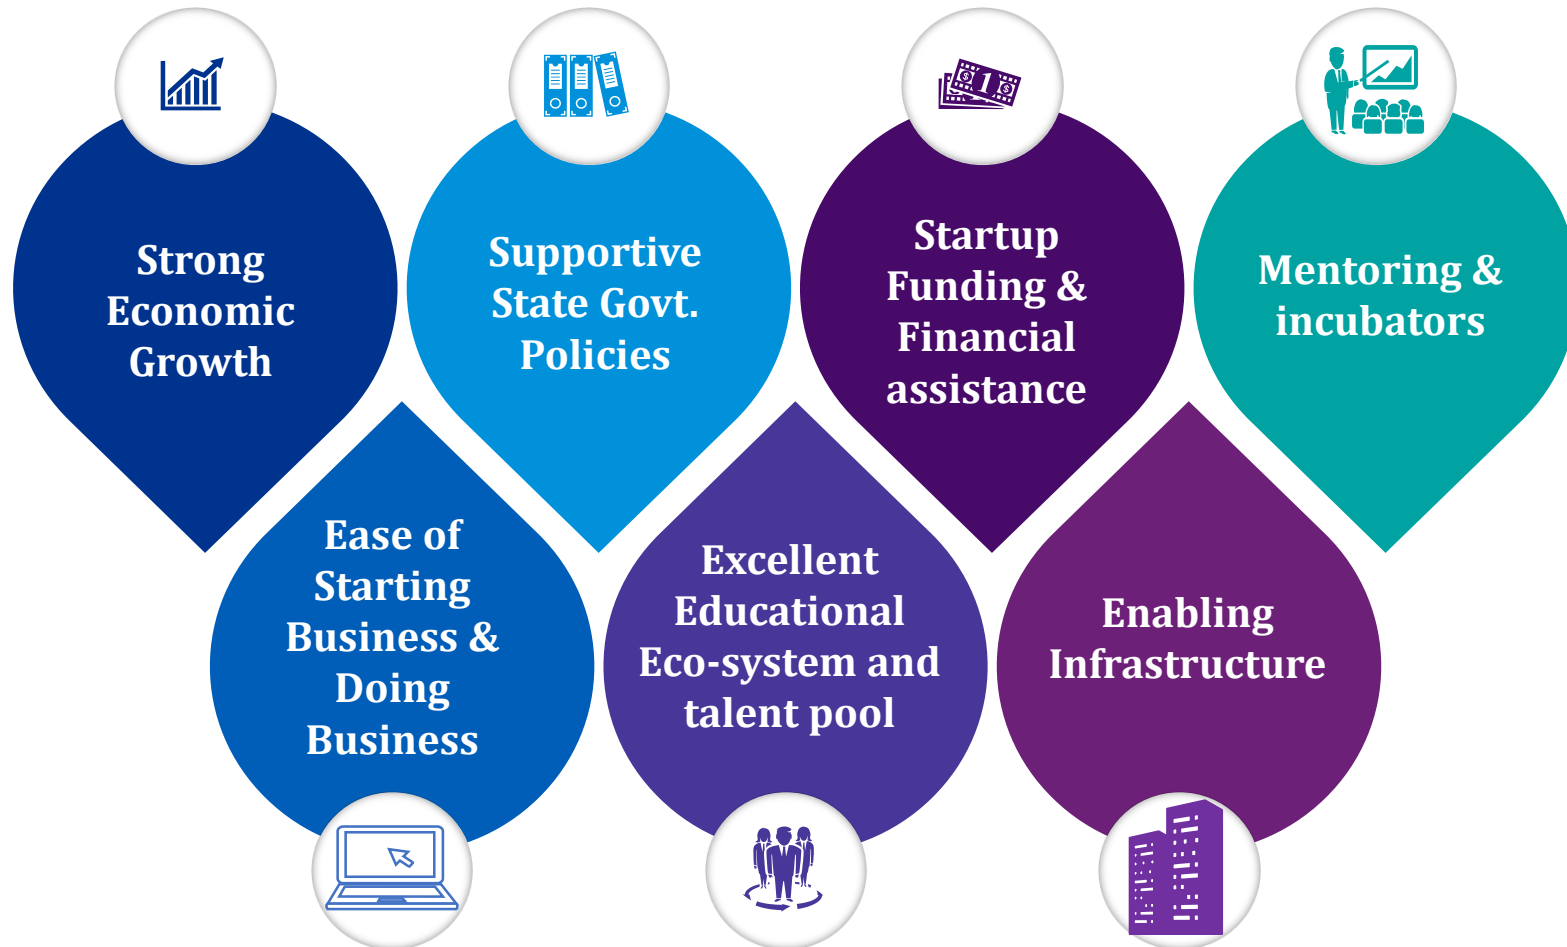 Strong
Economic
Growth
Supportive
State Govt.
Policies
Startup
Funding &
Financial
assistance
Mentoring &
incubators
Ease of
Starting
Business &
Doing
Business
Excellent
Educational
Eco-system and
talent pool
Enabling
Infrastructure